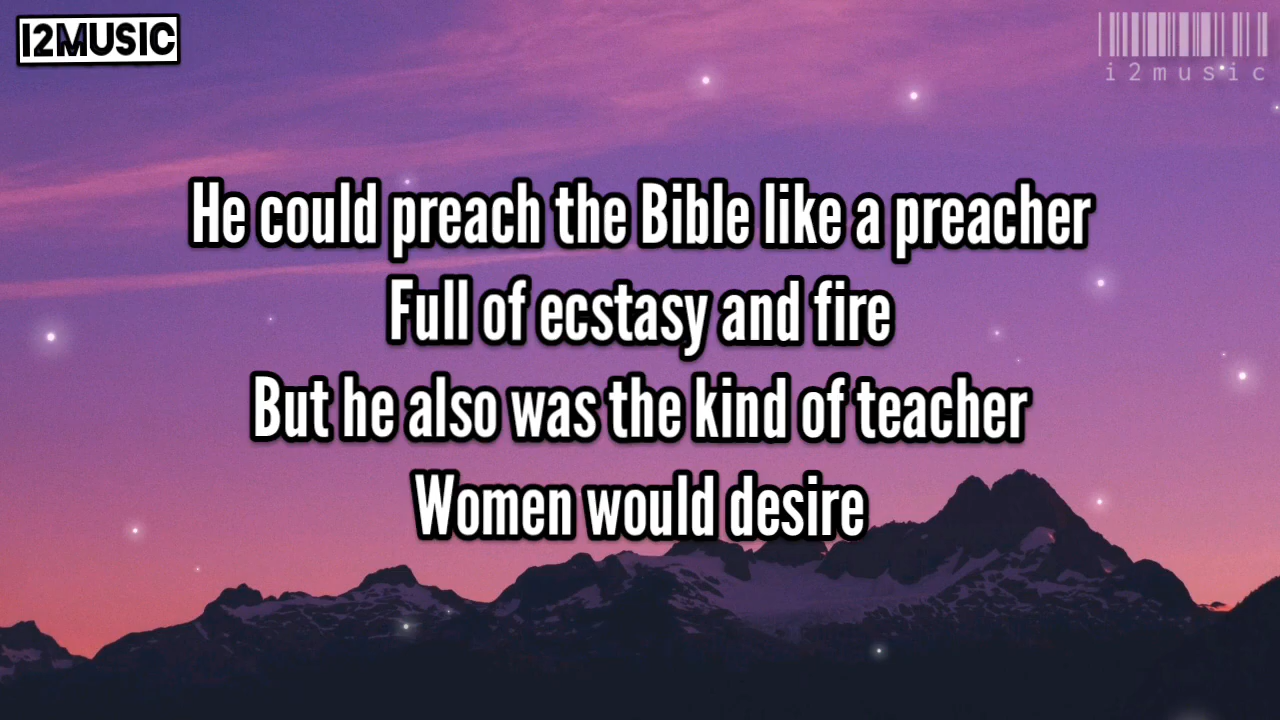 I2MUSIC
i2music
He could preach the Bible like a preacher
Full of ecstasy and fire
But he also was the kind of teacher
Women would desire